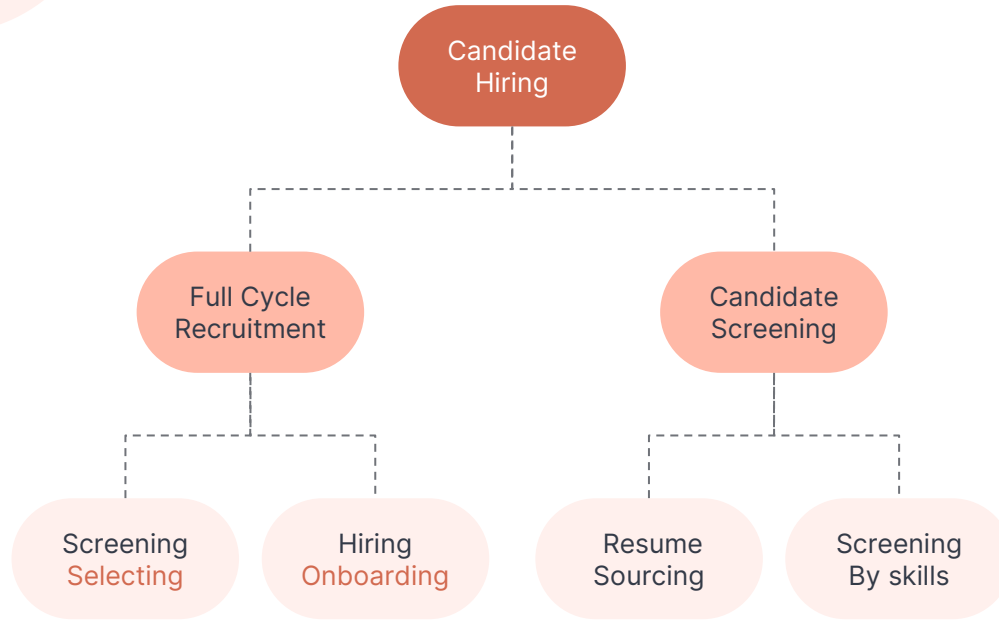 Candidate
Hiring
Full Cycle
Recruitment
Candidate
Screening
Screening
Selecting
Hiring
Onboarding
Resume
Sourcing
Screening
By skills